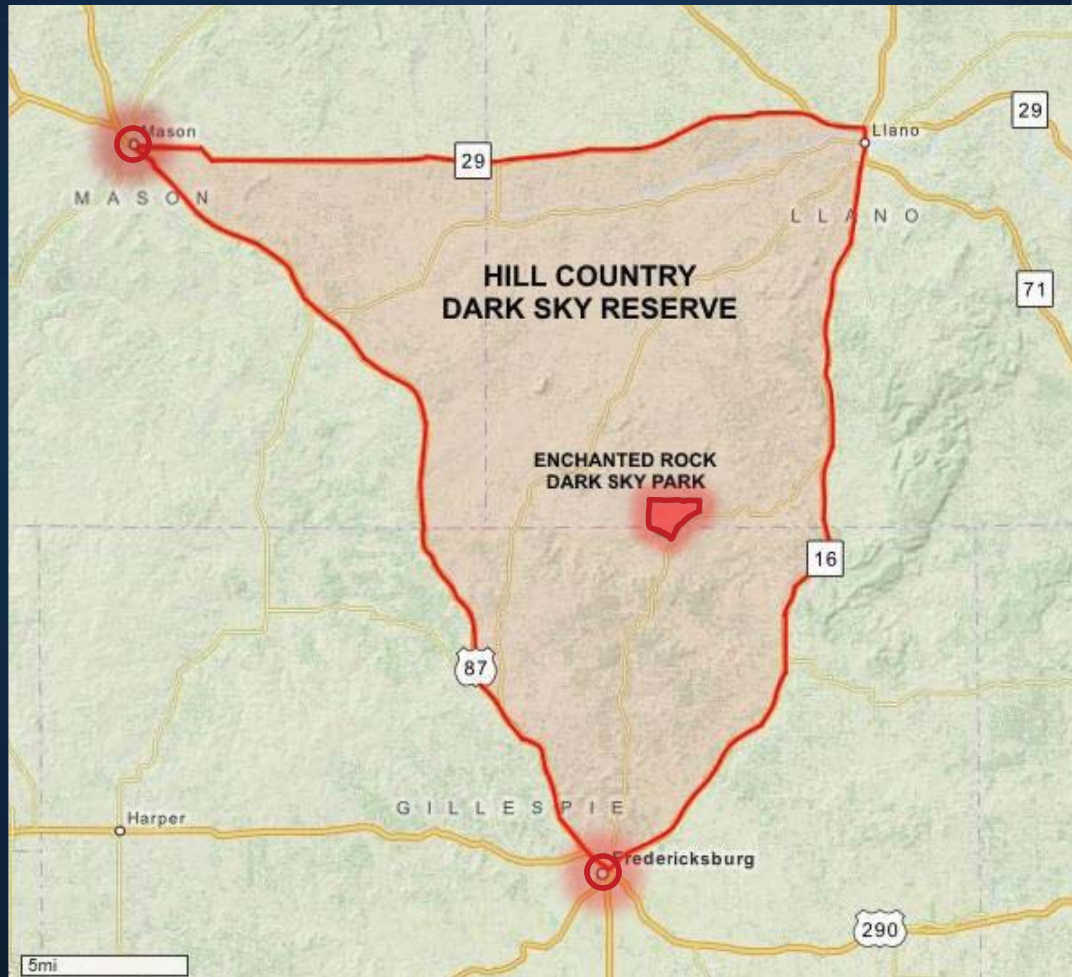 29
Mason
29
Llano
MASON
LLANO
HILL COUNTRY
DARK SKY RESERVE
71
ENCHANTED ROCK
DARK SKY PARK
16
87
GILLESPIE
Harper
Fredericksburg
290
5mi